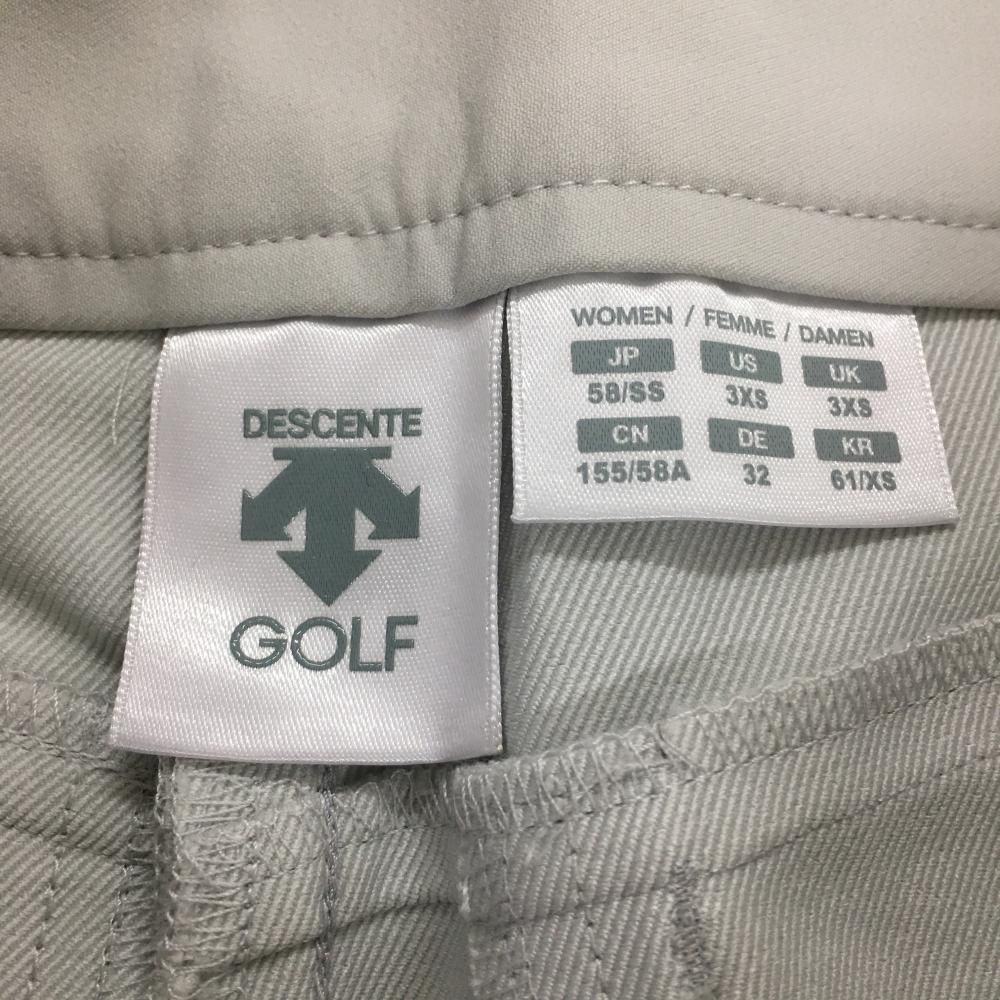 DESCENTE
GOLF
WOMEN / FEMME / DAMEN
JP US UK
58/SS 3XS 3XS
CN DE KR
155/58A 32 61/XS